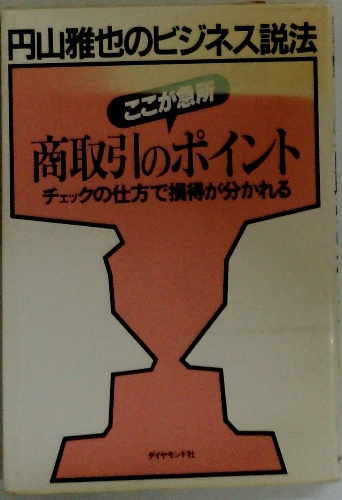 円山雅也のビジネス説法
ここが急所
商取引のポイント
チェックの仕方で損得が分かれる
ダイヤモンド社